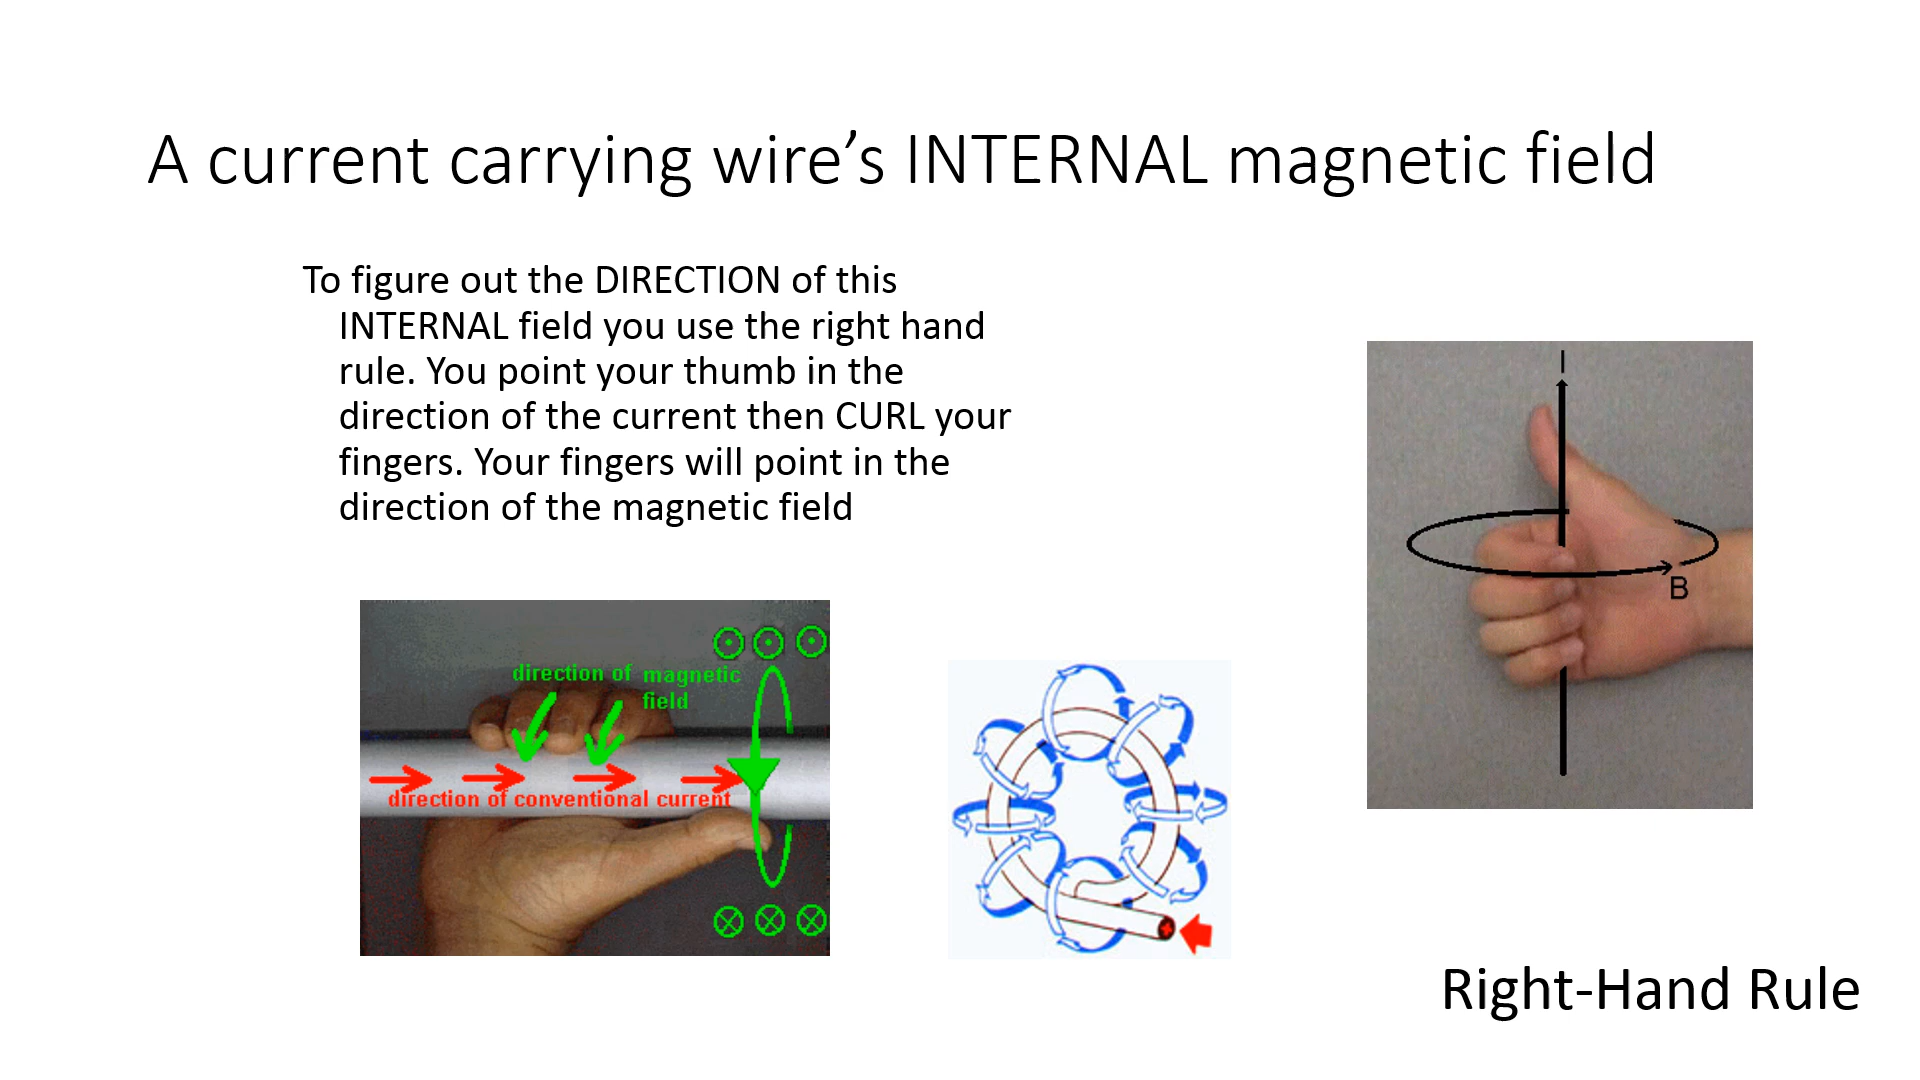 A current carrying wire’s INTERNAL magnetic field
To figure out the DIRECTION of this
INTERNAL field you use the right hand
rule. You point your thumb in the
direction of the current then CURL your
fingers. Your fingers will point in the
direction of the magnetic field
direction of magnetic
field
direction of conventional current
I
B
Right-Hand Rule